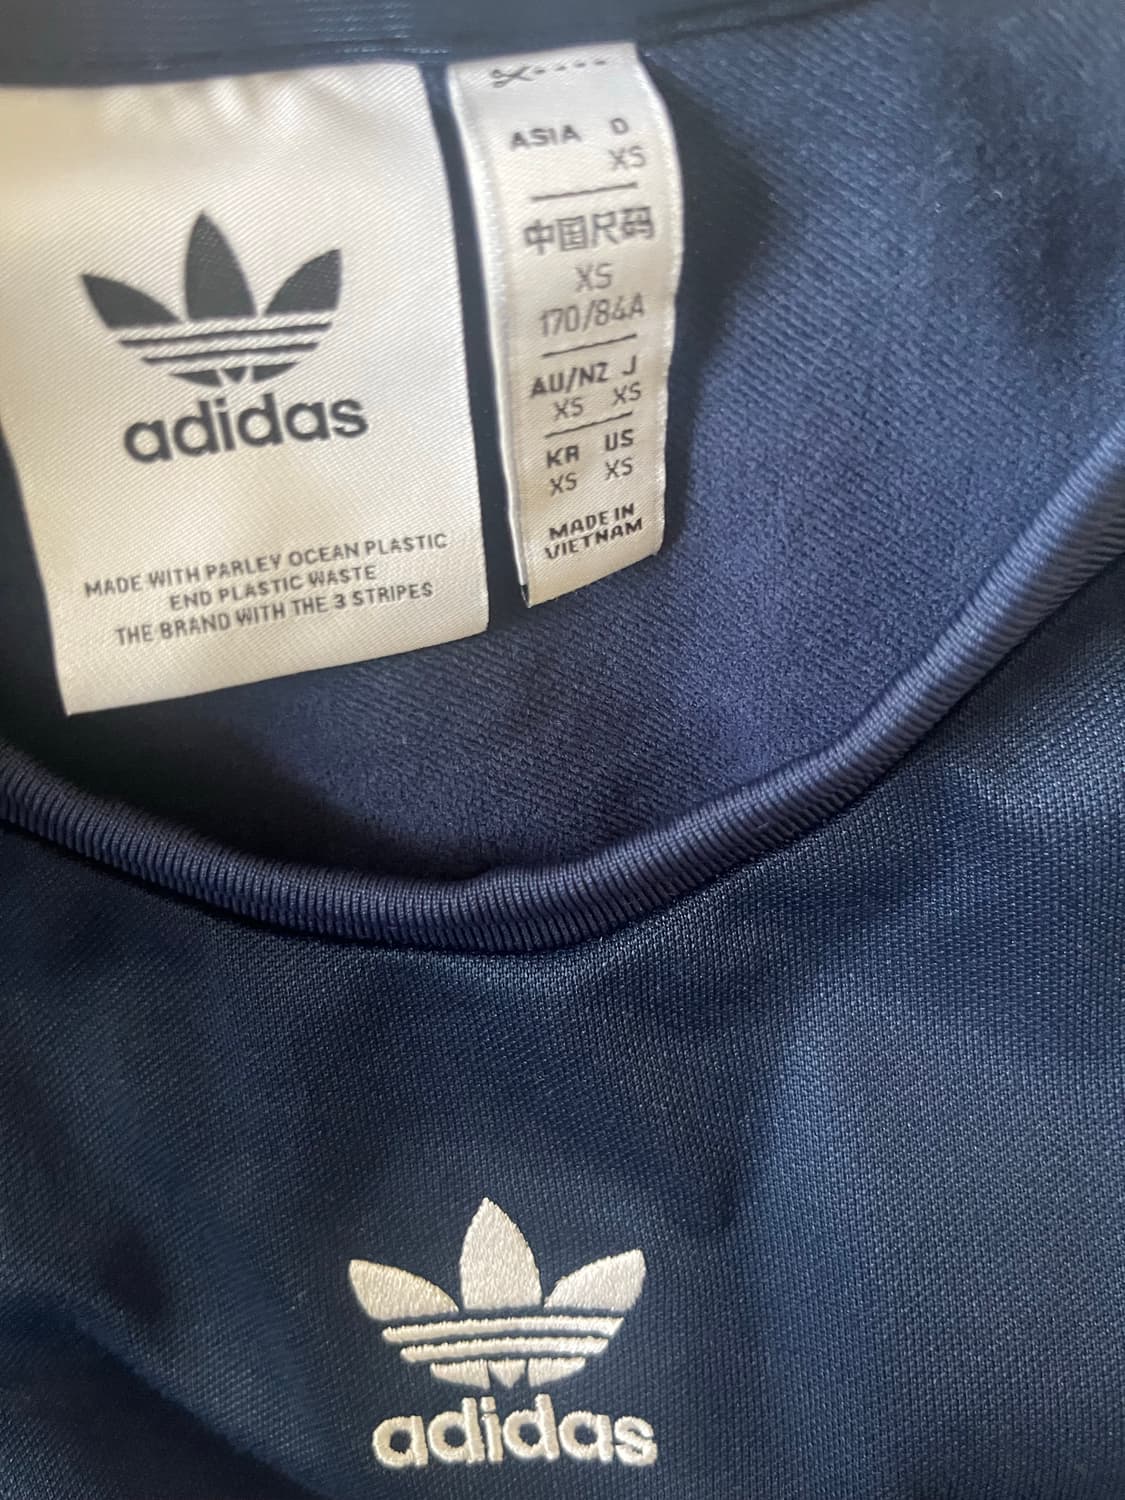 adidas
MADE WITH PARLEY OCEAN PLASTIC
END PLASTIC WASTE
THE BRAND WITH THE 3 STRIPES
ASIA D
XS
中国尺码
XS
170/84A
AU/NZ J
XS XS
KR US
XS XS
MADE IN
VIETNAM
adidas